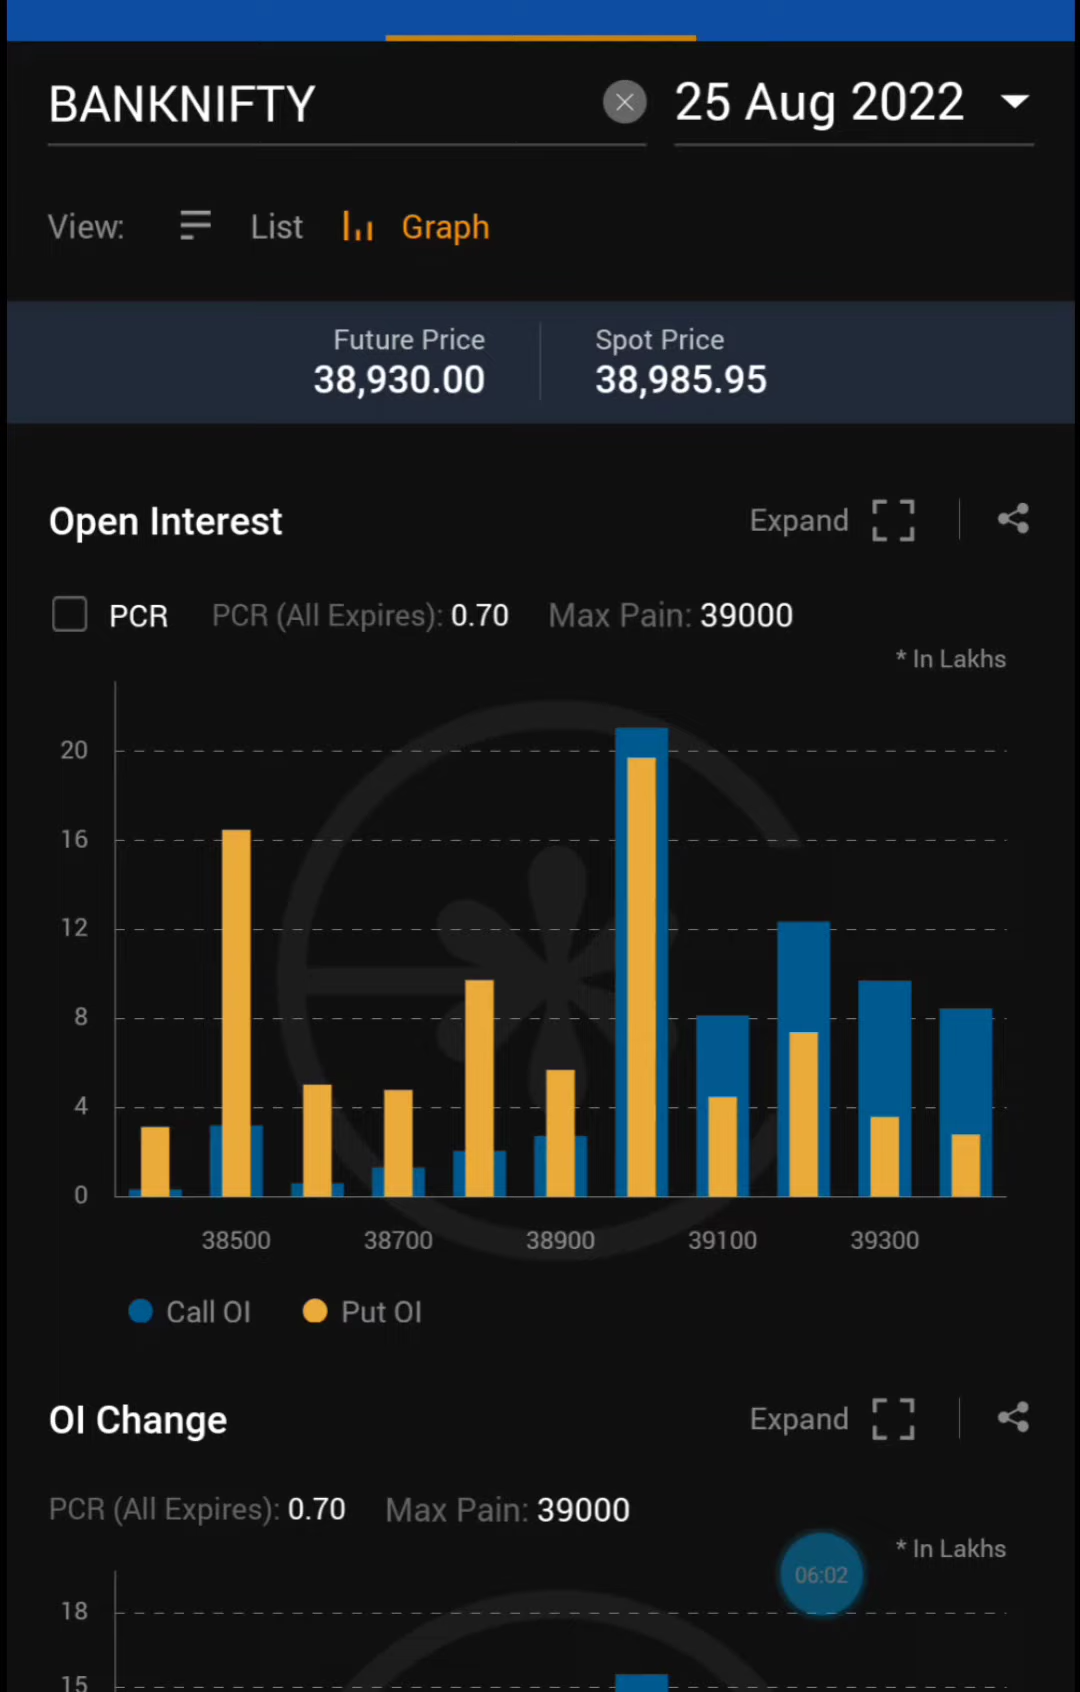 BANKNIFTY 25 Aug 2022
View: List Graph
Future Price Spot Price
38,930.00 38,985.95
Open Interest Expand
PCR PCR (All Expires): 0.70 Max Pain: 39000
* In Lakhs
20
16
12
8
4
0
38500 38700 38900 39100 39300
Call OI Put OI
OI Change Expand
PCR (All Expires): 0.70 Max Pain: 39000
* In Lakhs
06:02
18
15